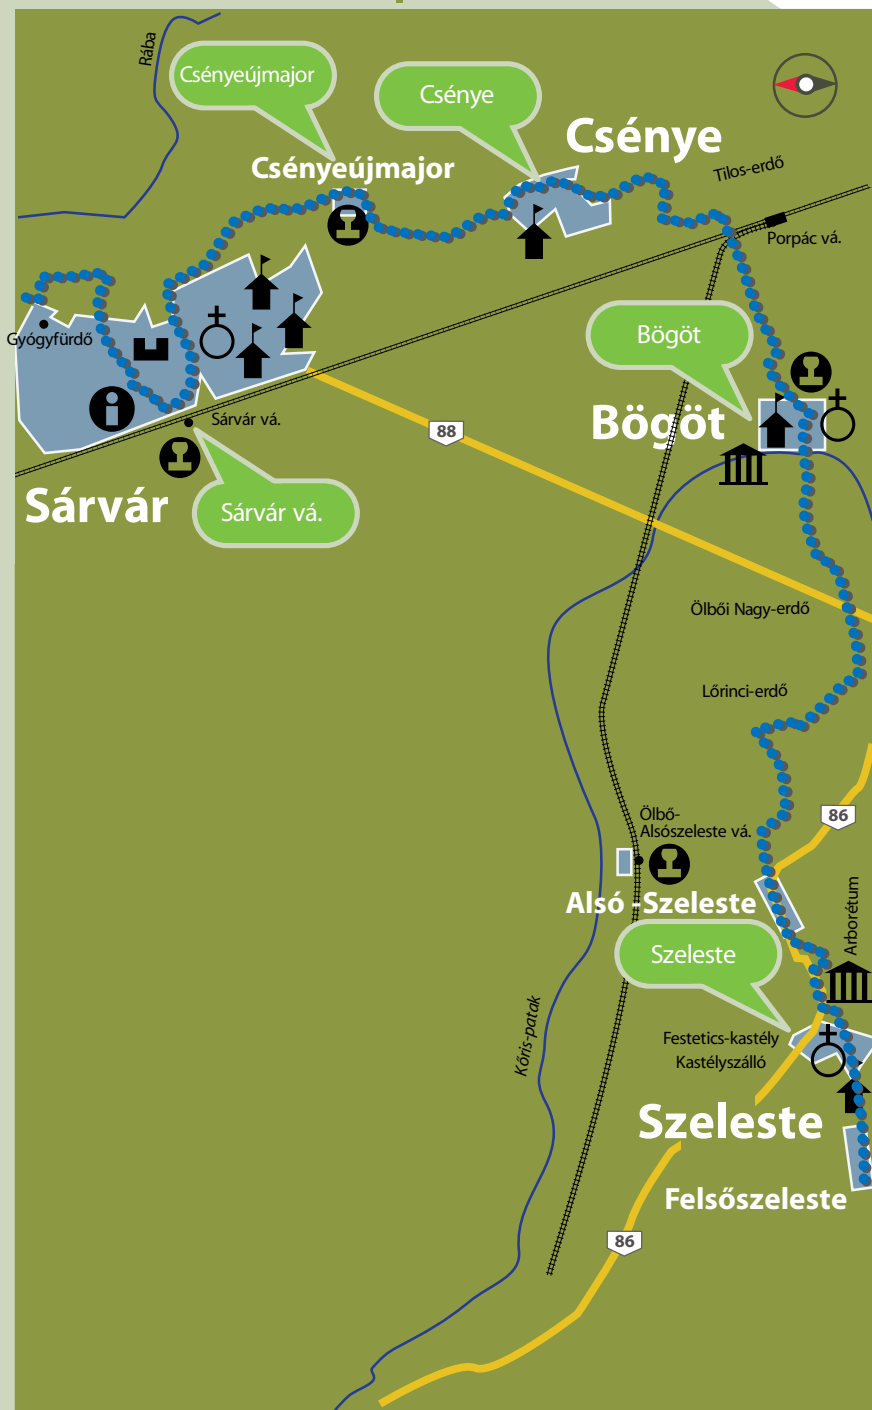 Rába
Csényeújmajor
Csénye
Csénye
Csényeújmajor
Tilos-erdő
Porpác vá.
Gyógyfürdő
Bögöt
Bögöt
Sárvár vá.
88
Sárvár
Sárvár vá.
Ölbői Nagy-erdő
Lőrinci-erdő
Ölbő-
Alsószeleste vá.
86
Alsó -Szeleste
Arborétum
Szeleste
Kőris-patak
Festetics-kastély
Kastélyszálló
Szeleste
Felsőszeleste
86